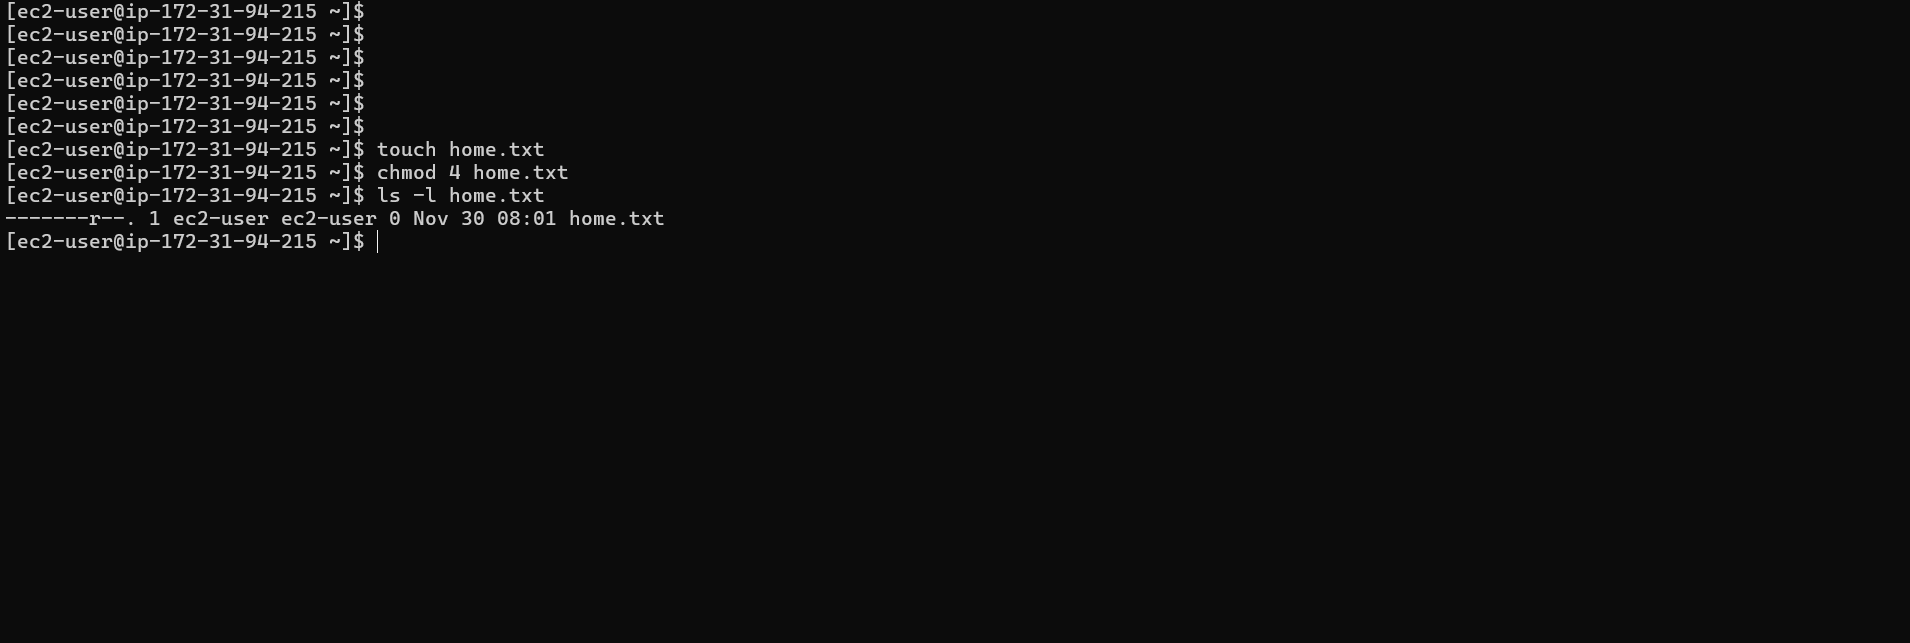 [ec2-user@ip-172-31-94-215 ~]$
[ec2-user@ip-172-31-94-215 ~]$
[ec2-user@ip-172-31-94-215 ~]$
[ec2-user@ip-172-31-94-215 ~]$
[ec2-user@ip-172-31-94-215 ~]$
[ec2-user@ip-172-31-94-215 ~]$
[ec2-user@ip-172-31-94-215 ~]$ touch home.txt
[ec2-user@ip-172-31-94-215 ~]$ chmod 4 home.txt
[ec2-user@ip-172-31-94-215 ~]$ ls -l home.txt
-------r--. 1 ec2-user ec2-user 0 Nov 30 08:01 home.txt
[ec2-user@ip-172-31-94-215 ~]$